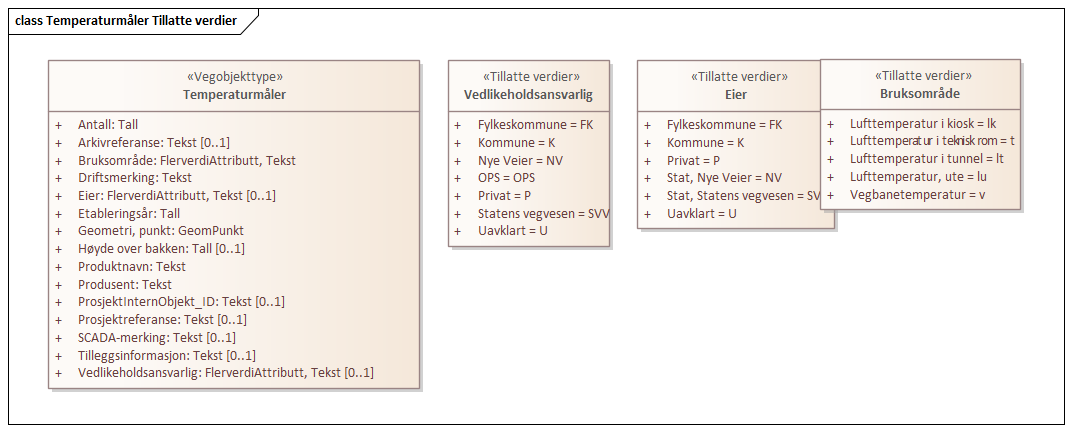 class Temperaturmåler Tillatte verdier
«Vegobjekttype»
Temperaturmåler
+ Antall: Tall
+ Arkivreferanse: Tekst [0..1]
+ Bruksområde: FlerverdiAttributt, Tekst
+ Driftsmerking: Tekst
+ Eier: FlerverdiAttributt, Tekst [0..1]
+ Etableringsår: Tall
+ Geometri, punkt: GeomPunkt
+ Høyde over bakken: Tall [0..1]
+ Produktnavn: Tekst
+ Produsent: Tekst
+ ProsjektInternObjekt_ID: Tekst [0..1]
+ Prosjektreferanse: Tekst [0..1]
+ SCADA-merking: Tekst [0..1]
+ Tilleggsinformasjon: Tekst [0..1]
+ Vedlikeholdsansvarlig: FlerverdiAttributt, Tekst [0..1]
«Tillatte verdier»
Vedlikeholdsansvarlig
+ Fylkeskommune = FK
+ Kommune = K
+ Nye Veier = NV
+ OPS = OPS
+ Privat = P
+ Statens vegvesen = SVV
+ Uavklart = U
«Tillatte verdier»
Eier
+ Fylkeskommune = FK
+ Kommune = K
+ Privat = P
+ Stat, Nye Veier = NV
+ Stat, Statens vegvesen = SV
+ Uavklart = U
«Tillatte verdier»
Bruksområde
+ Lufttemperatur i kiosk = lk
+ Lufttemperatur i teknisk rom = t
+ Lufttemperatur i tunnel = lt
+ Lufttemperatur, ute = lu
+ Vegbanetemperatur = v